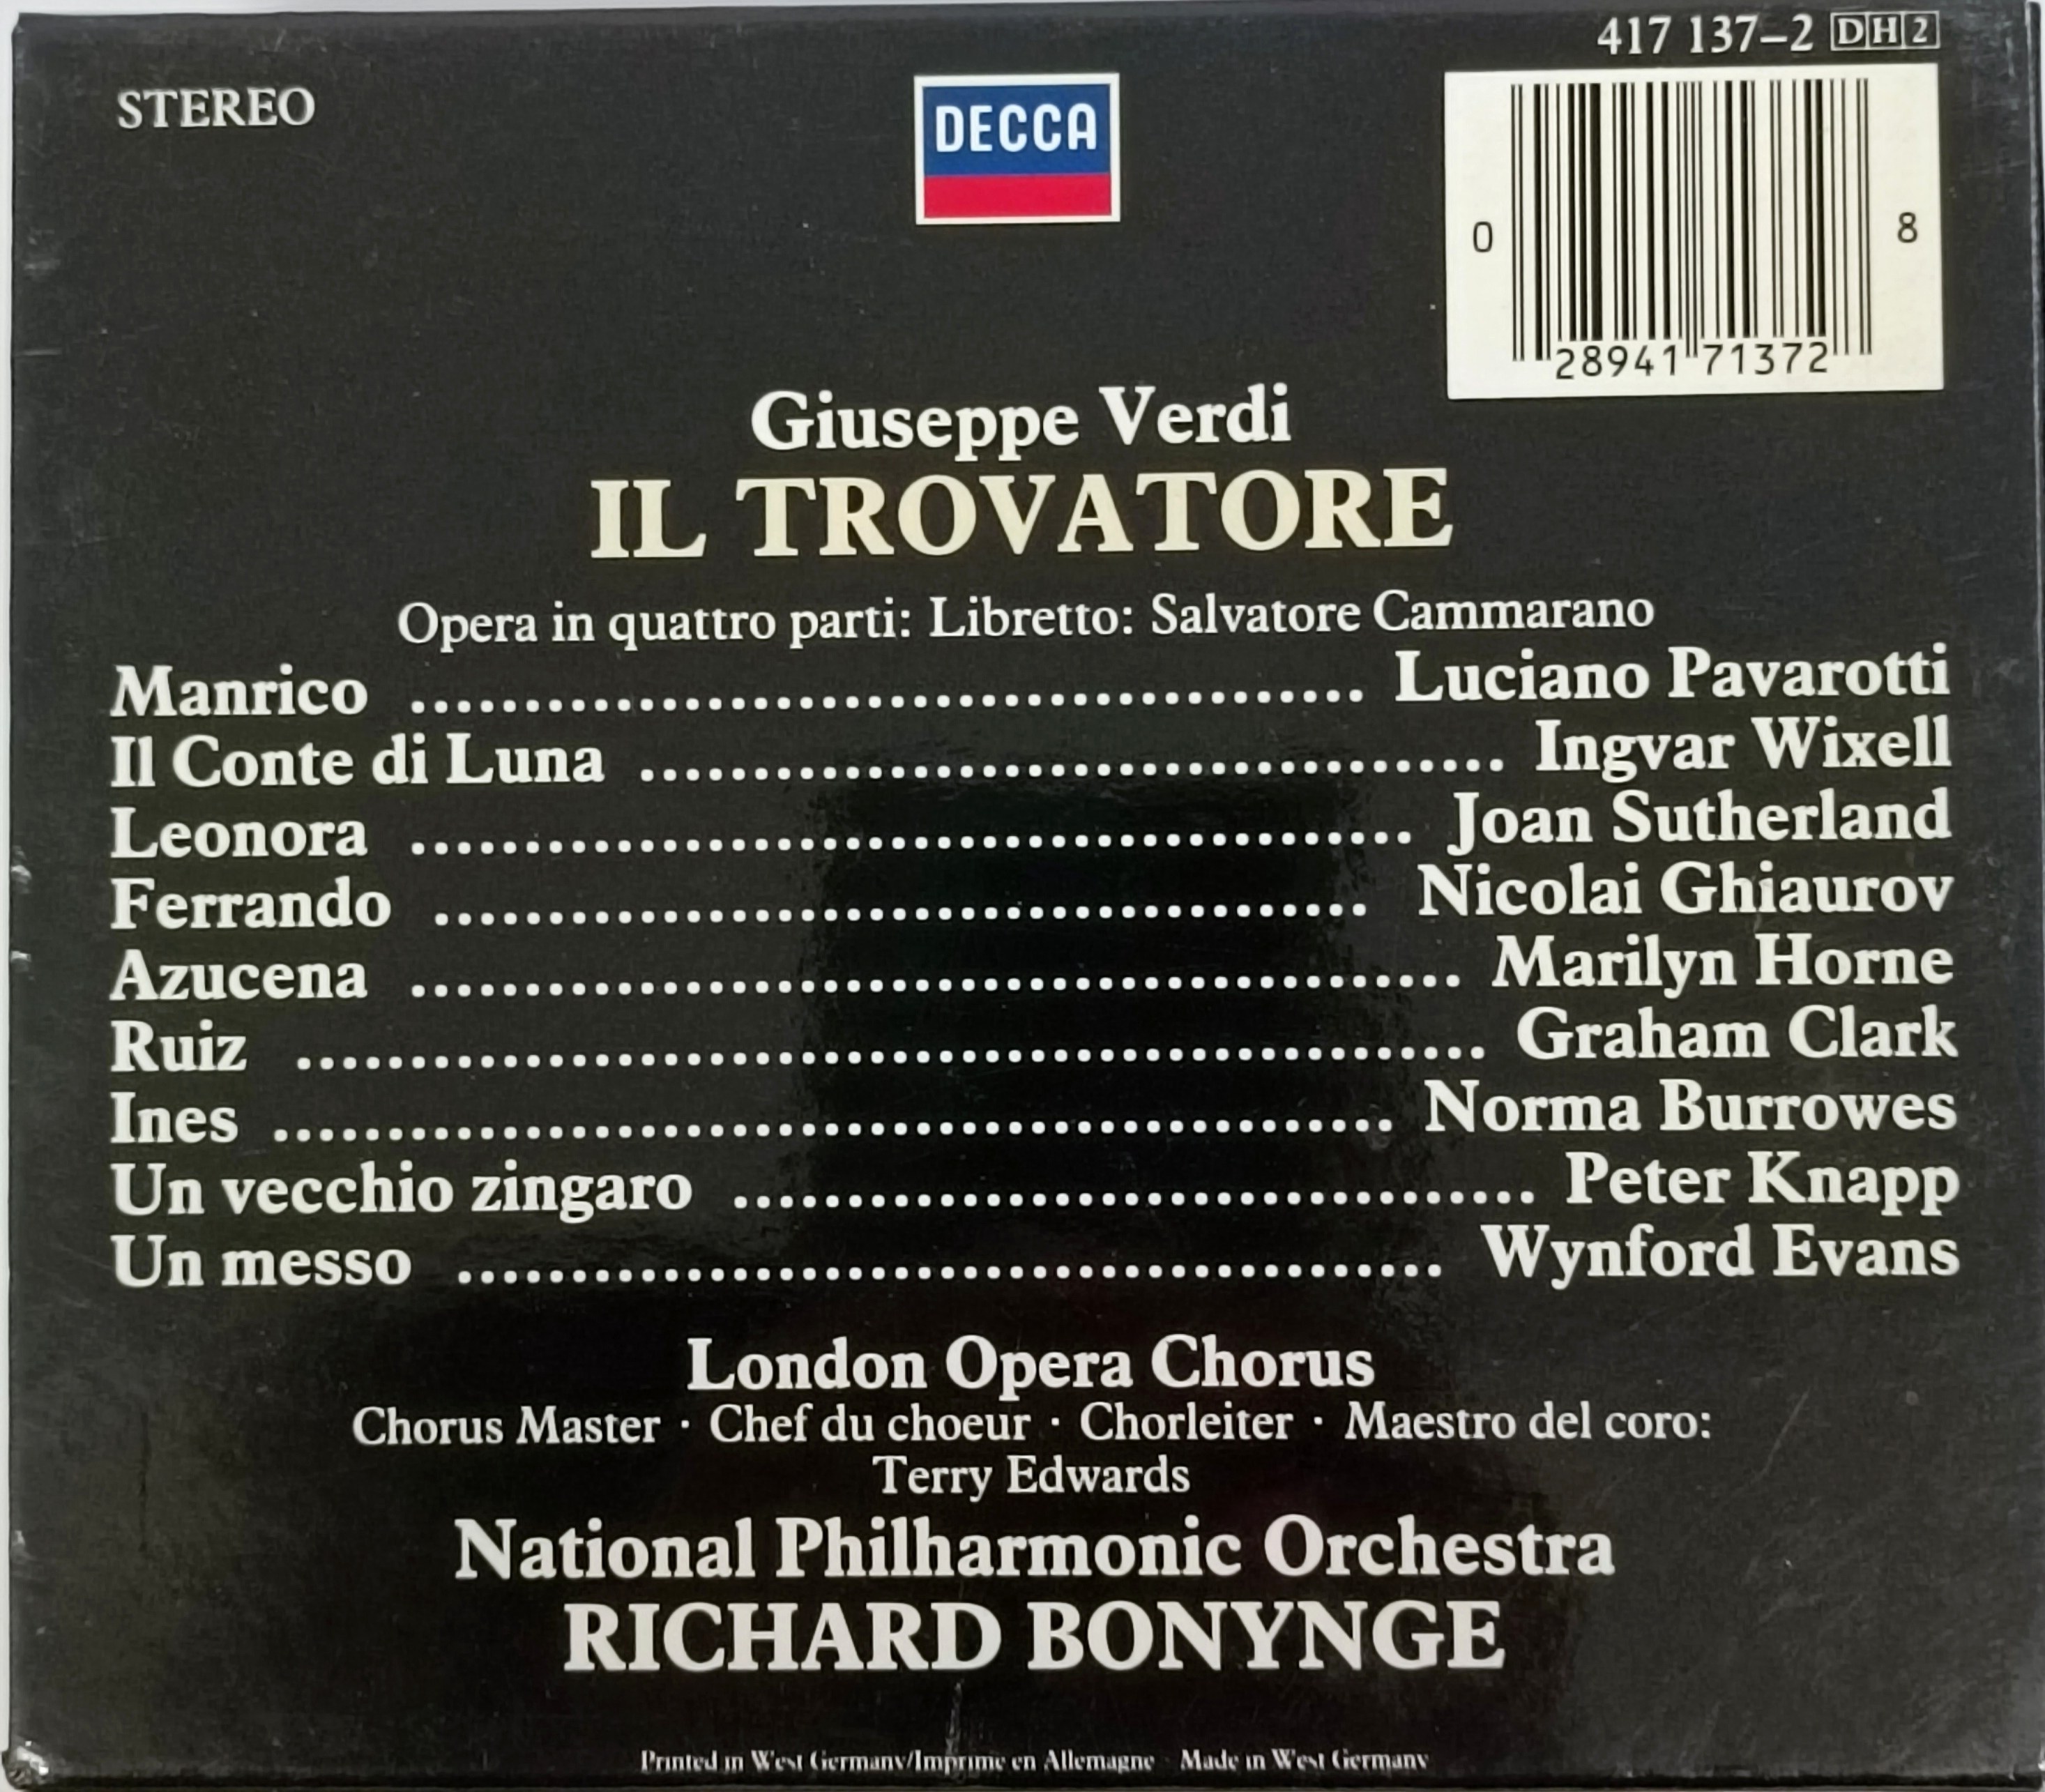 417 137-2 DH2
STEREO
DECCA
0 28941 71372 8
Giuseppe Verdi
IL TROVATORE
Opera in quattro parti: Libretto: Salvatore Cammarano
Manrico ........................................ Luciano Pavarotti
Il Conte di Luna ...................................... Ingvar Wixell
Leonora .......................................... Joan Sutherland
Ferrando ......................................... Nicolai Ghiaurov
Azucena .............................................. Marilyn Horne
Ruiz .................................................... Graham Clark
Ines ................................................. Norma Burrowes
Un vecchio zingaro ................................... Peter Knapp
Un messo ........................................... Wynford Evans
London Opera Chorus
Chorus Master · Chef du choeur · Chorleiter · Maestro del coro:
Terry Edwards
National Philharmonic Orchestra
RICHARD BONYNGE
Printed in West Germany/Imprime en Allemagne Made in West Germany